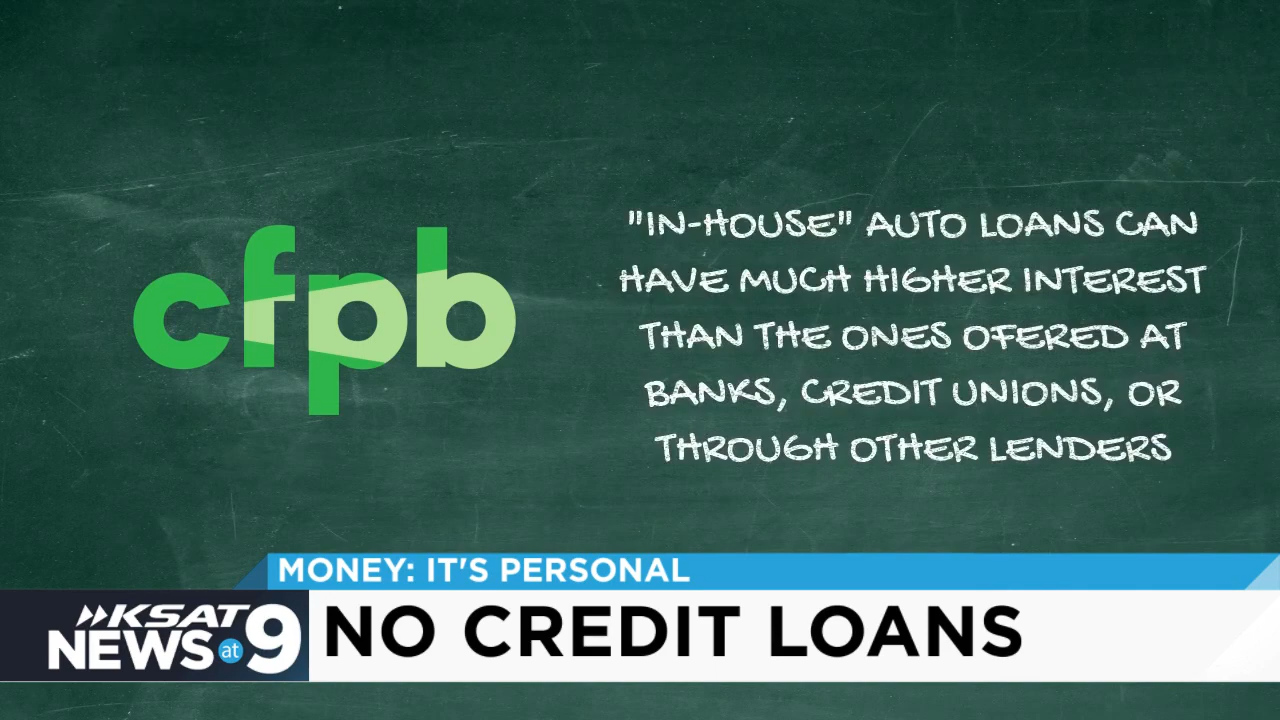 cfpb
"IN-HOUSE" AUTO LOANS CAN
HAVE MUCH HIGHER INTEREST
THAN THE ONES OFERED AT
BANKS, CREDIT UNIONS, OR
THROUGH OTHER LENDERS
MONEY: IT'S PERSONAL
KSAT
NEWS at 9
NO CREDIT LOANS